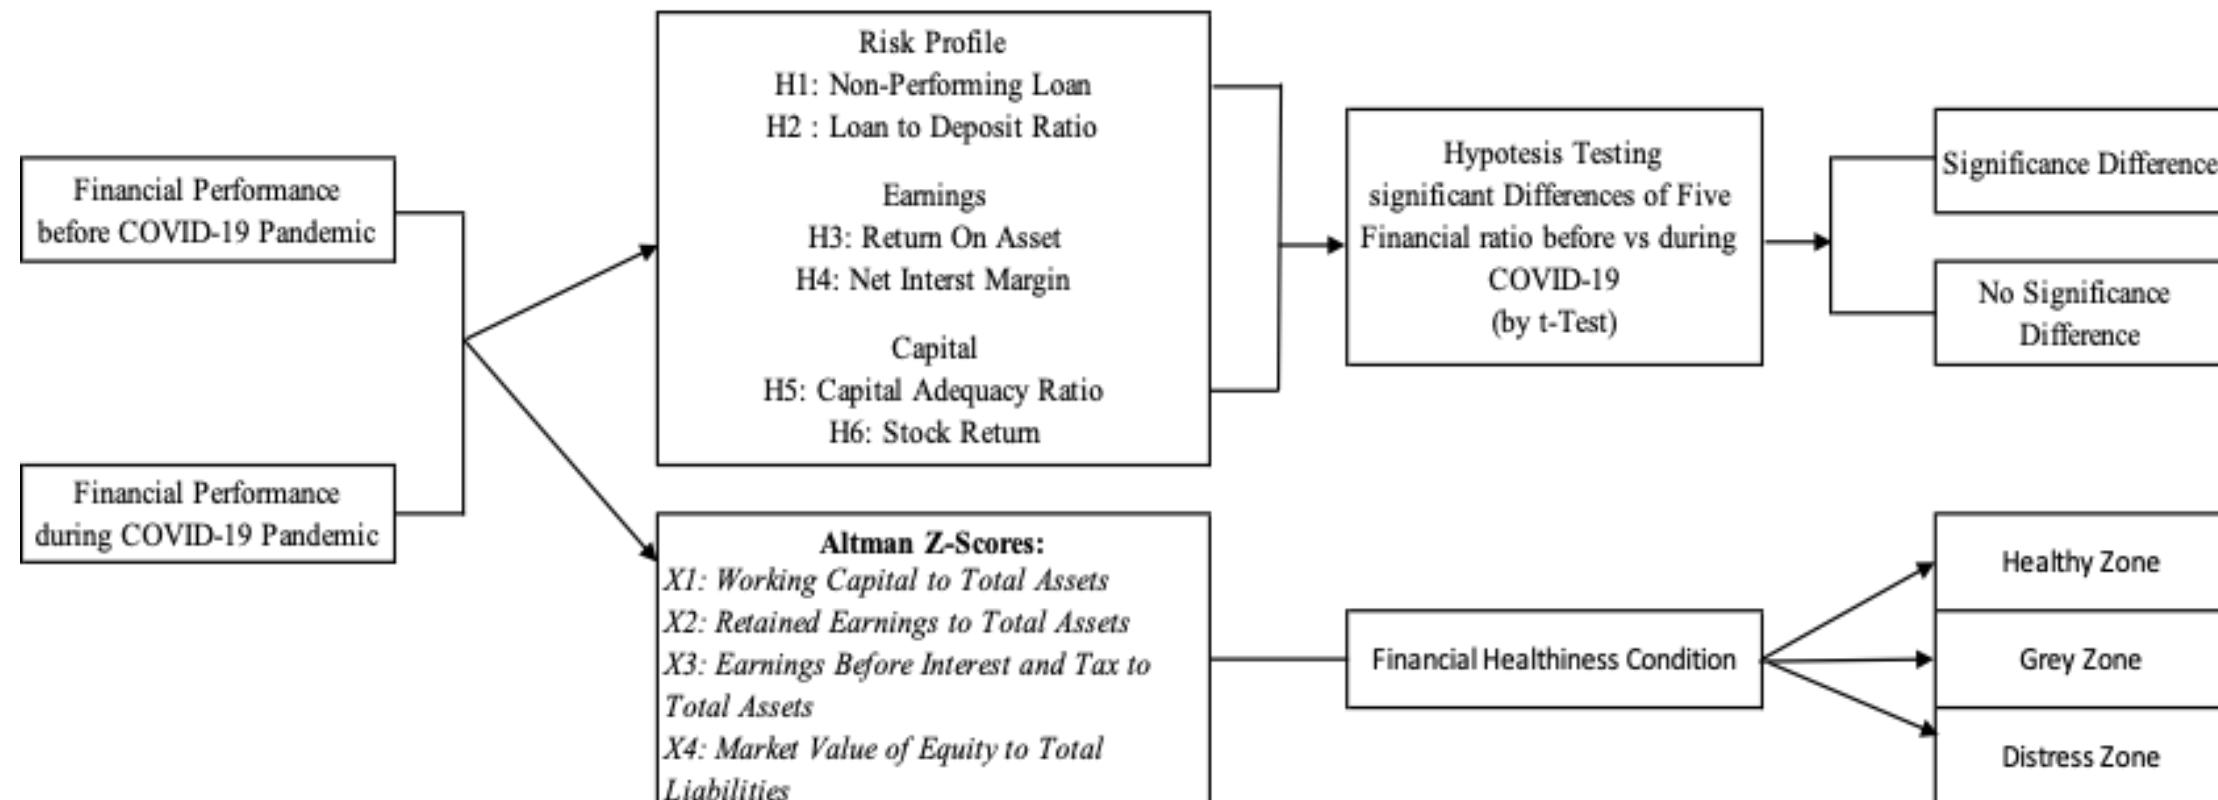 Financial Performance
before COVID-19 Pandemic
Financial Performance
during COVID-19 Pandemic
Risk Profile
H1: Non-Performing Loan
H2 : Loan to Deposit Ratio
Earnings
H3: Return On Asset
H4: Net Interst Margin
Capital
H5: Capital Adequacy Ratio
H6: Stock Return
Altman Z-Scores:
X1: Working Capital to Total Assets
X2: Retained Earnings to Total Assets
X3: Earnings Before Interest and Tax to
Total Assets
X4: Market Value of Equity to Total
Liabilities
Hypotesis Testing
significant Differences of Five
Financial ratio before vs during
COVID-19
(by t-Test)
Significance Difference
No Significance
Difference
Financial Healthiness Condition
Healthy Zone
Grey Zone
Distress Zone